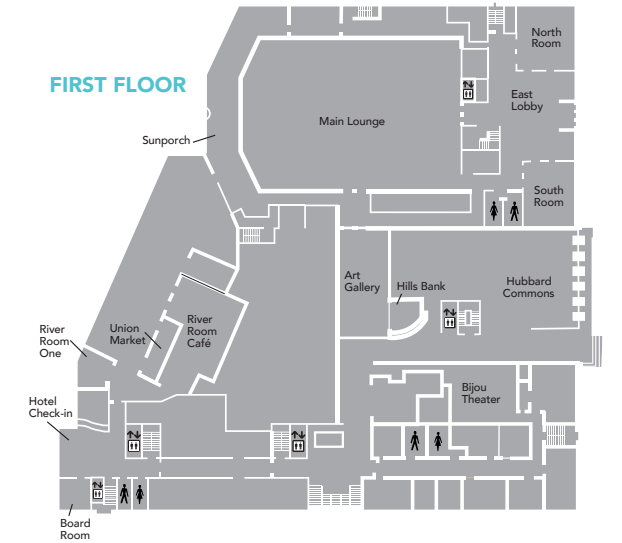 North
Room
FIRST FLOOR
East
Lobby
Main Lounge
Sunporch
South
Room
Art
Gallery
Hills Bank
Hubbard
Commons
River
Room
One
Union
Market
River
Room
Café
Bijou
Theater
Hotel
Check-in
Board
Room